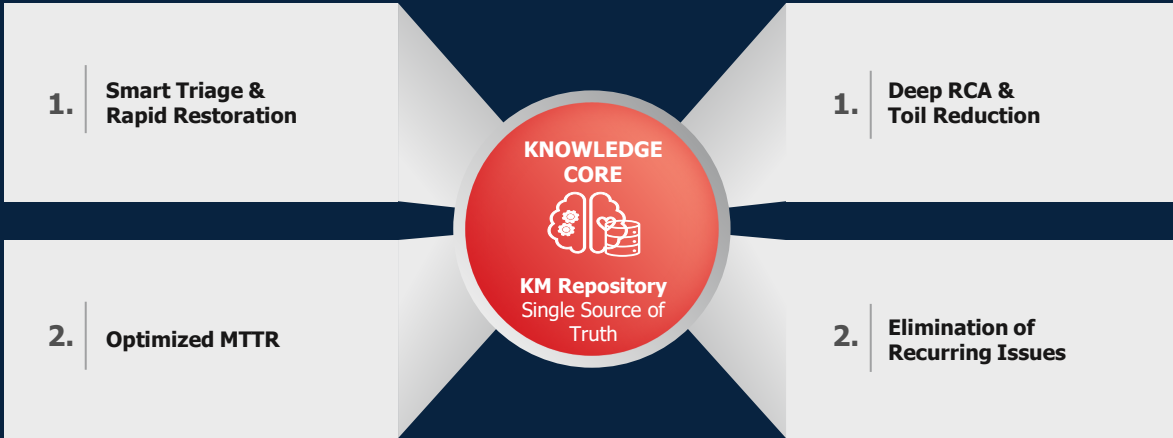 1.
Smart Triage &
Rapid Restoration
2.
Optimized MTTR
KNOWLEDGE
CORE
KM Repository
Single Source of
Truth
1.
Deep RCA &
Toil Reduction
2.
Elimination of
Recurring Issues